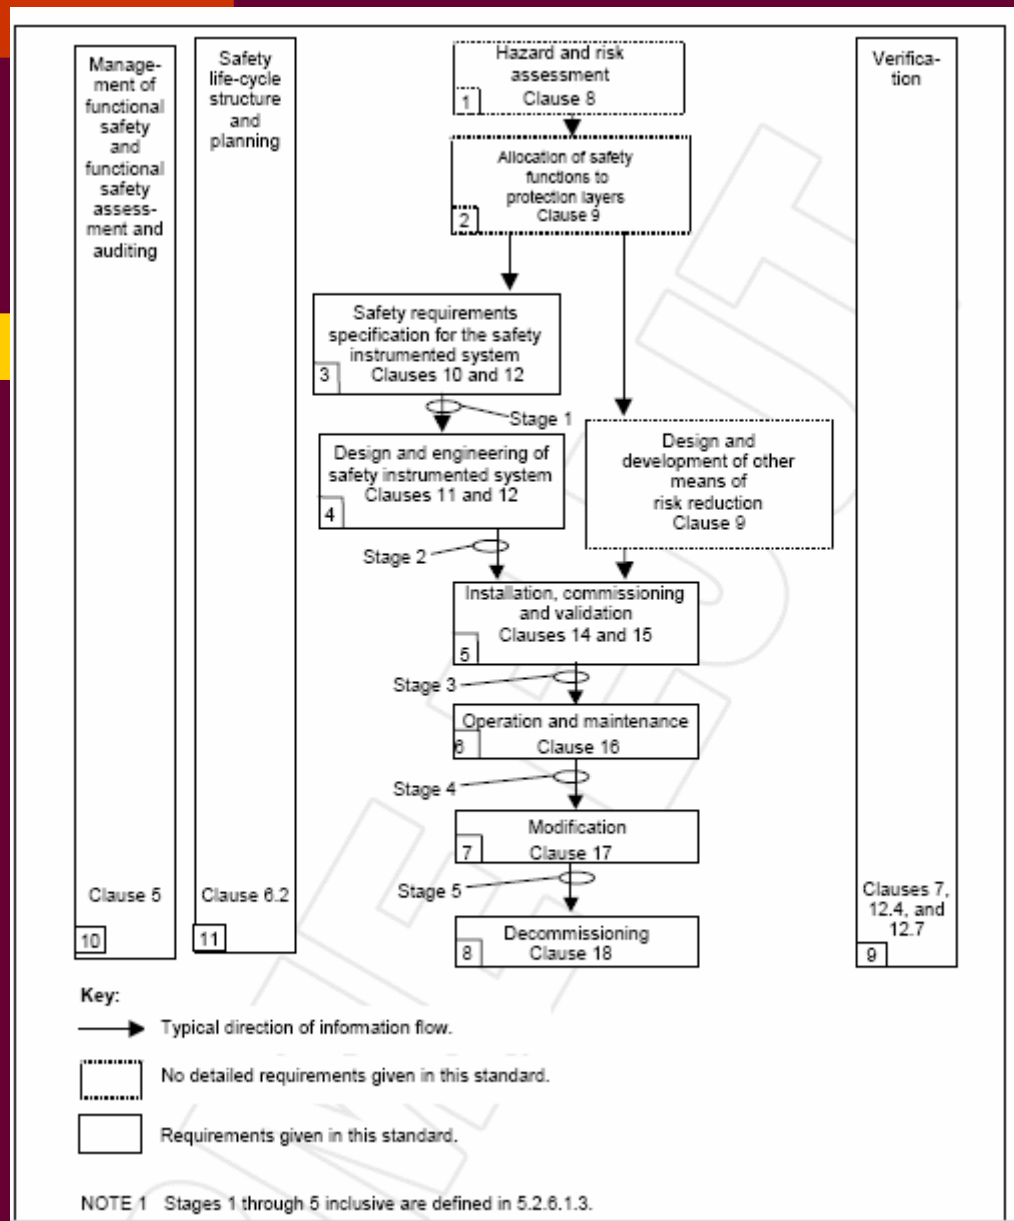 Manage-
ment of
functional
safety
and
functional
safety
assess-
ment and
auditing
Clause 5
10
Safety
life-cycle
structure
and
planning
Clause 6.2
11
Hazard and risk
assessment
Clause 8
1
Allocation of safety
functions to
protection layers
Clause 9
2
Safety requirements
specification for the safety
instrumented system
Clauses 10 and 12
3
Stage 1
Design and engineering of
safety instrumented system
Clauses 11 and 12
4
Design and
development of other
means of
risk reduction
Clause 9
Stage 2
Installation, commissioning
and validation
Clauses 14 and 15
5
Stage 3
Operation and maintenance
Clause 16
6
Stage 4
Modification
Clause 17
7
Stage 5
Decommissioning
Clause 18
8
Verifica-
tion
Clauses 7,
12.4, and
12.7
9
Key:
Typical direction of information flow.
No detailed requirements given in this standard.
Requirements given in this standard.
NOTE 1 Stages 1 through 5 inclusive are defined in 5.2.6.1.3.